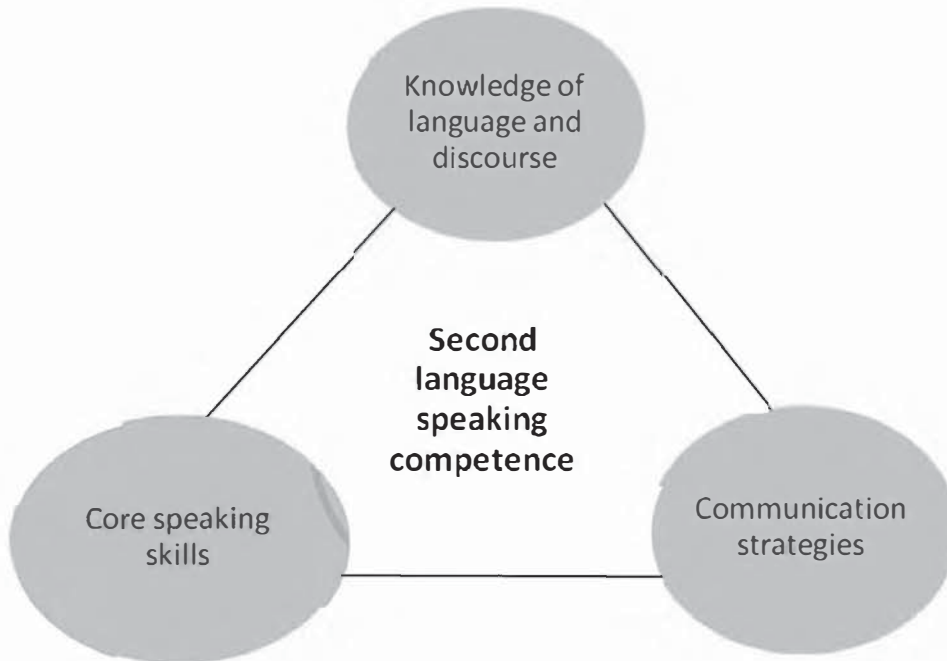 Knowledge of
language and
discourse
Second
language
speaking
competence
Core speaking
skills
Communication
strategies